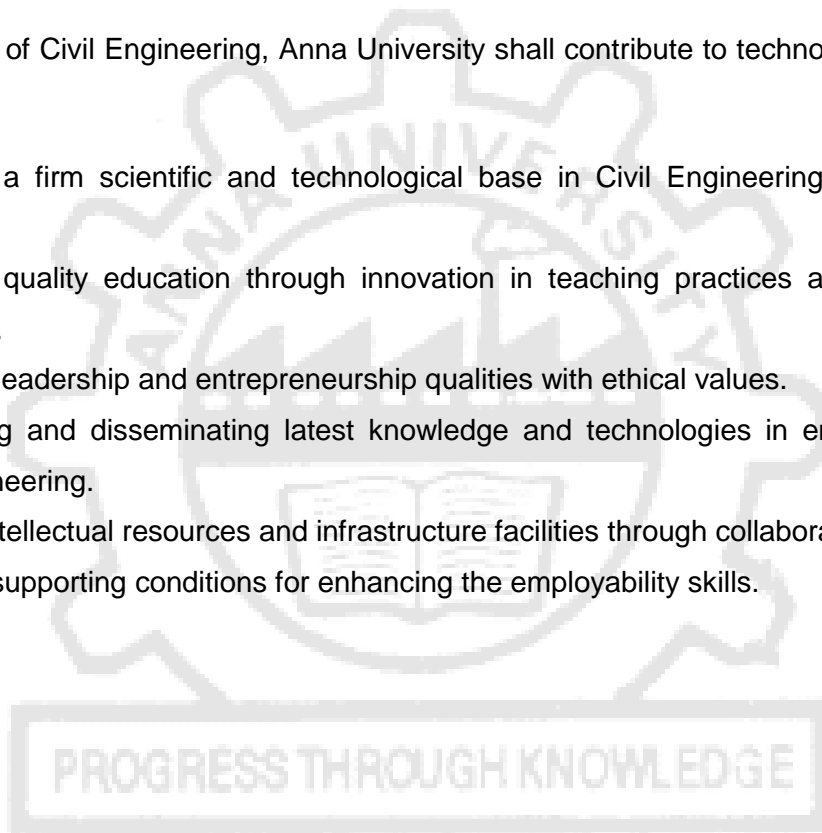 of Civil Engineering, Anna University shall contribute to techno
a firm scientific and technological base in Civil Engineering
quality education through innovation in teaching practices a
.
eadership and entrepreneurship qualities with ethical values.
g and disseminating latest knowledge and technologies in e
neering.
tellectual resources and infrastructure facilities through collabora
supporting conditions for enhancing the employability skills.
ANNA UNIVERSITY
PROGRESS THROUGH KNOWLEDGE